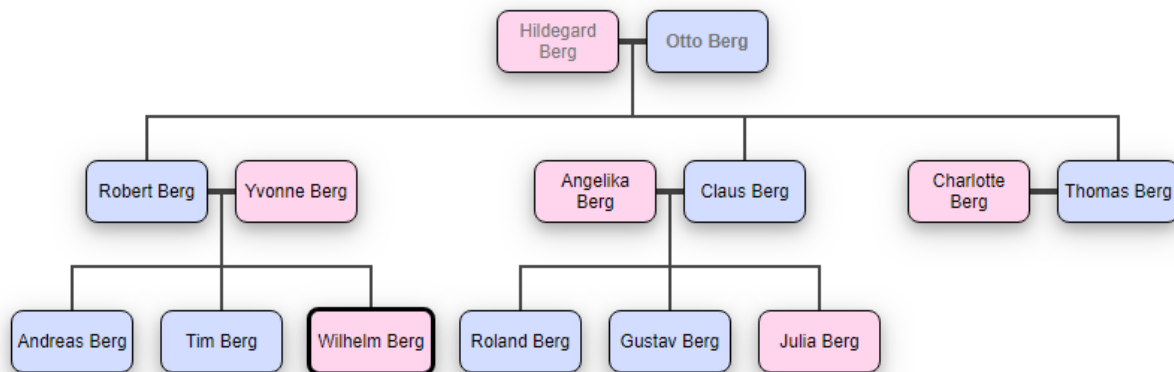 Hildegard
Berg
Otto Berg
Robert Berg
Yvonne Berg
Angelika
Berg
Claus Berg
Charlotte
Berg
Thomas Berg
Andreas Berg
Tim Berg
Wilhelm Berg
Roland Berg
Gustav Berg
Julia Berg